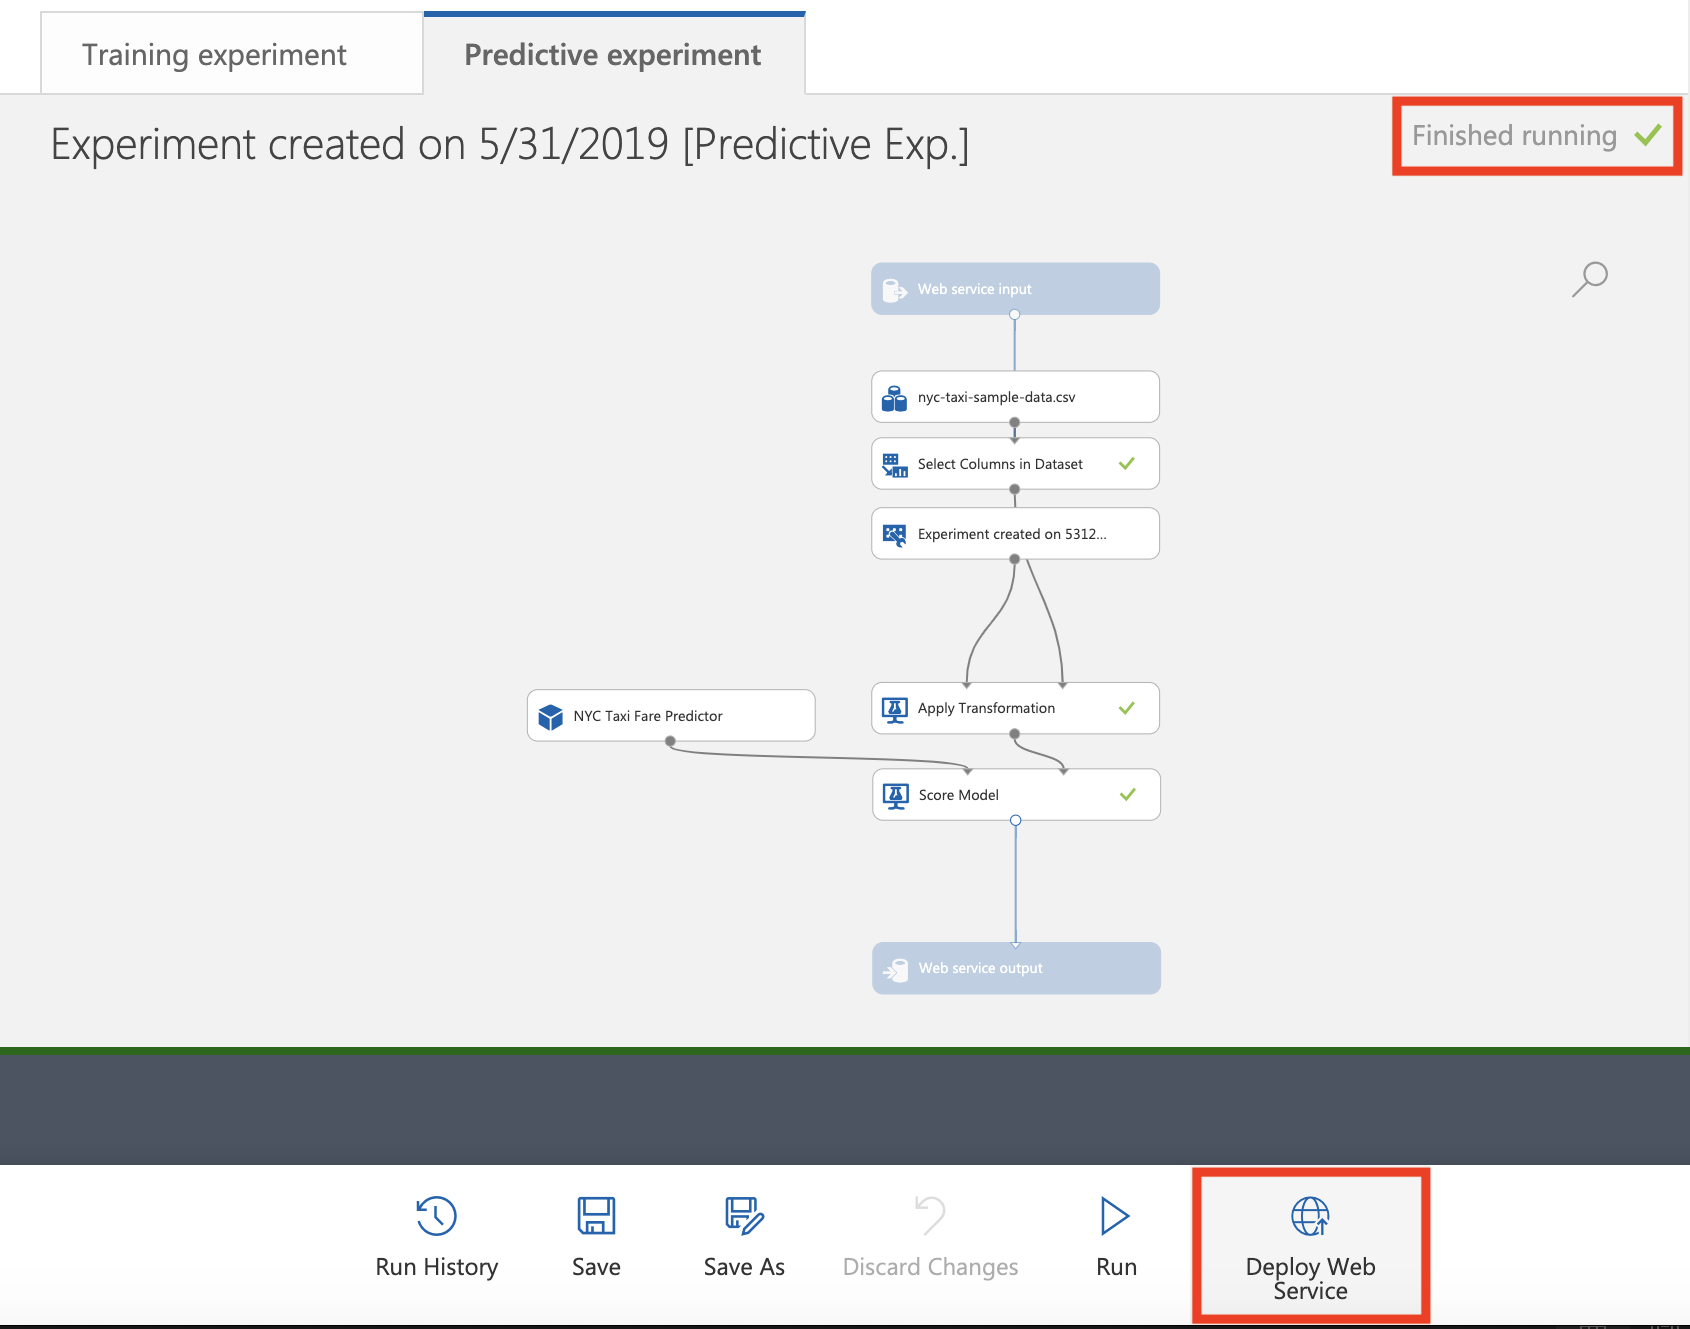 Training experiment
Predictive experiment
Experiment created on 5/31/2019 [Predictive Exp.]
Finished running
Web service input
nyc-taxi-sample-data.csv
Select Columns in Dataset
Experiment created on 5312...
NYC Taxi Fare Predictor
Apply Transformation
Score Model
Web service output
Run History
Save
Save As
Discard Changes
Run
Deploy Web
Service